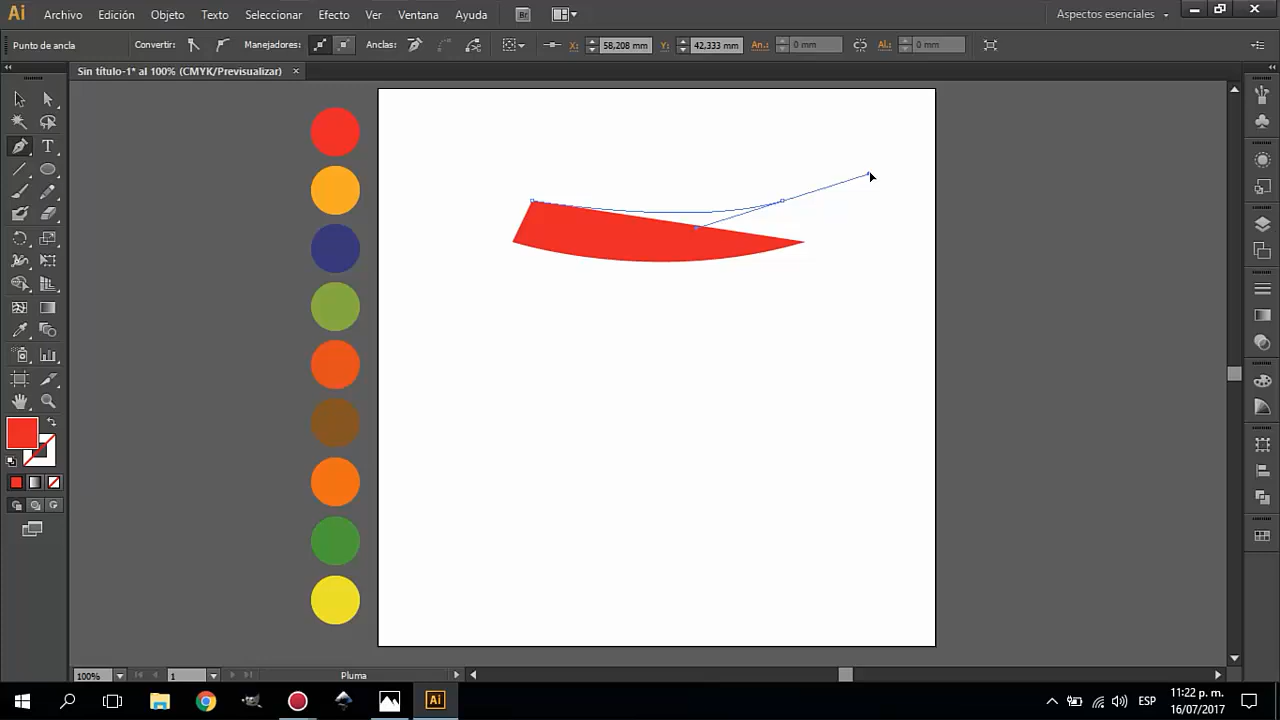 Ai Archivo Edición Objeto Texto Seleccionar Efecto Ver Ventana Ayuda Br Aspectos esenciales
Punto de ancla Convertir: Manejadores: Anclas: X: 58,208 mm Y: 42,333 mm An.: 0 mm Al.: 0 mm
Sin título-1* al 100% (CMYK/Previsualizar) ×
T
100% 1 Pluma
Ai ESP 11:22 p. m.
16/07/2017